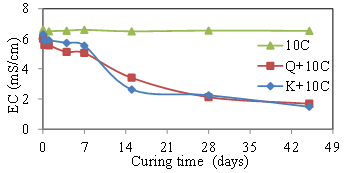 8
6
4
2
0
EC (mS/cm)
10C
Q+10C
K+10C
0 7 14 21 28 35 42 49
Curing time (days)